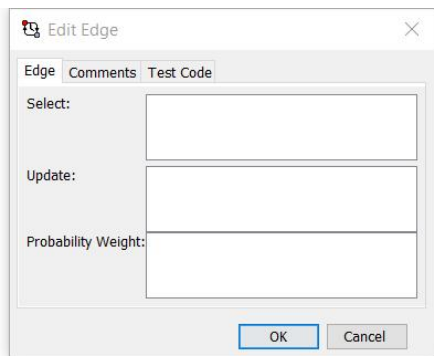 Edit Edge
Edge Comments Test Code
Select:
Update:
Probability Weight:
OK Cancel